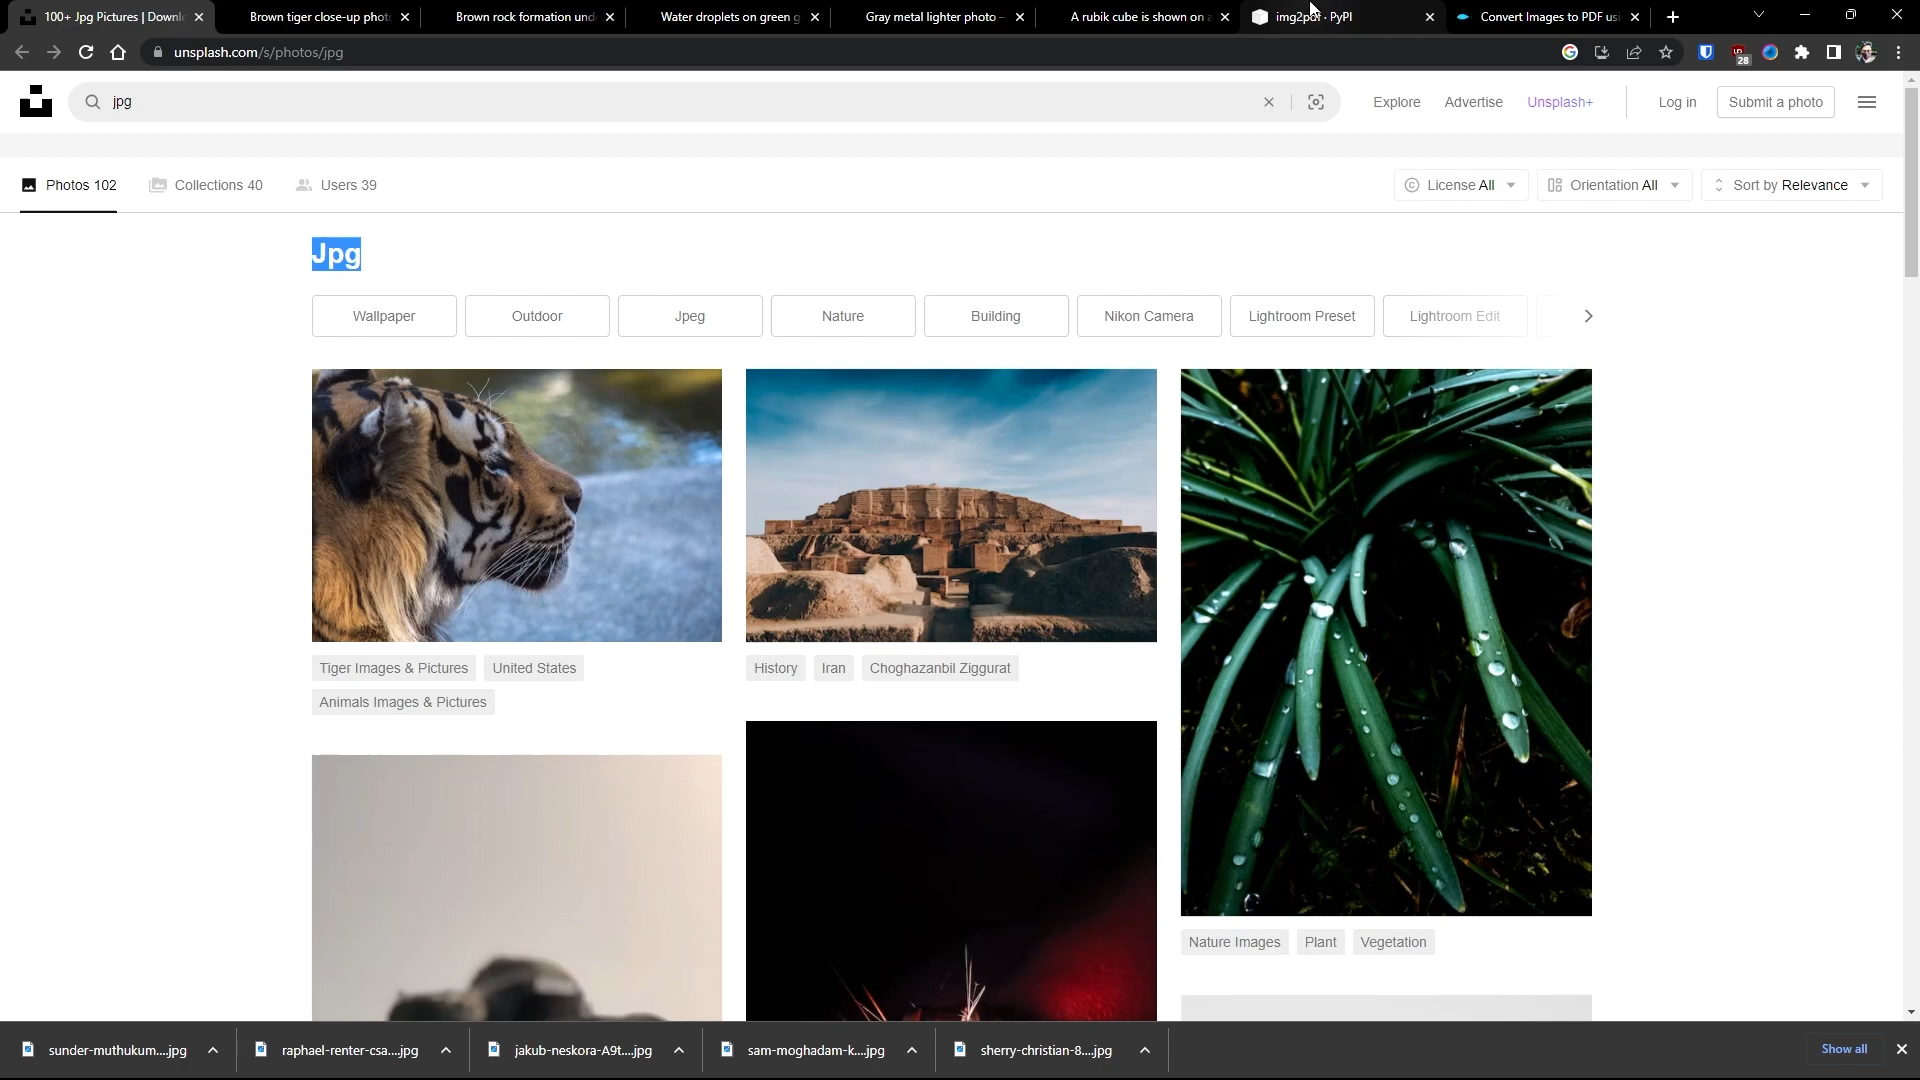 100+ Jpg Pictures | Downlo
Brown tiger close-up phot
Brown rock formation und
Water droplets on green g
Gray metal lighter photo –
A rubik cube is shown on a
img2pdf · PyPI
Convert Images to PDF usi
unsplash.com/s/photos/jpg
28
jpg
Explore
Advertise
Unsplash+
Log in
Submit a photo
Photos 102
Collections 40
Users 39
License All
Orientation All
Sort by Relevance
Jpg
Wallpaper
Outdoor
Jpeg
Nature
Building
Nikon Camera
Lightroom Preset
Lightroom Edit
Tiger Images & Pictures
United States
Animals Images & Pictures
History
Iran
Choghazanbil Ziggurat
Nature Images
Plant
Vegetation
sunder-muthukum....jpg
raphael-renter-csa....jpg
jakub-neskora-A9t....jpg
sam-moghadam-k....jpg
sherry-christian-8....jpg
Show all